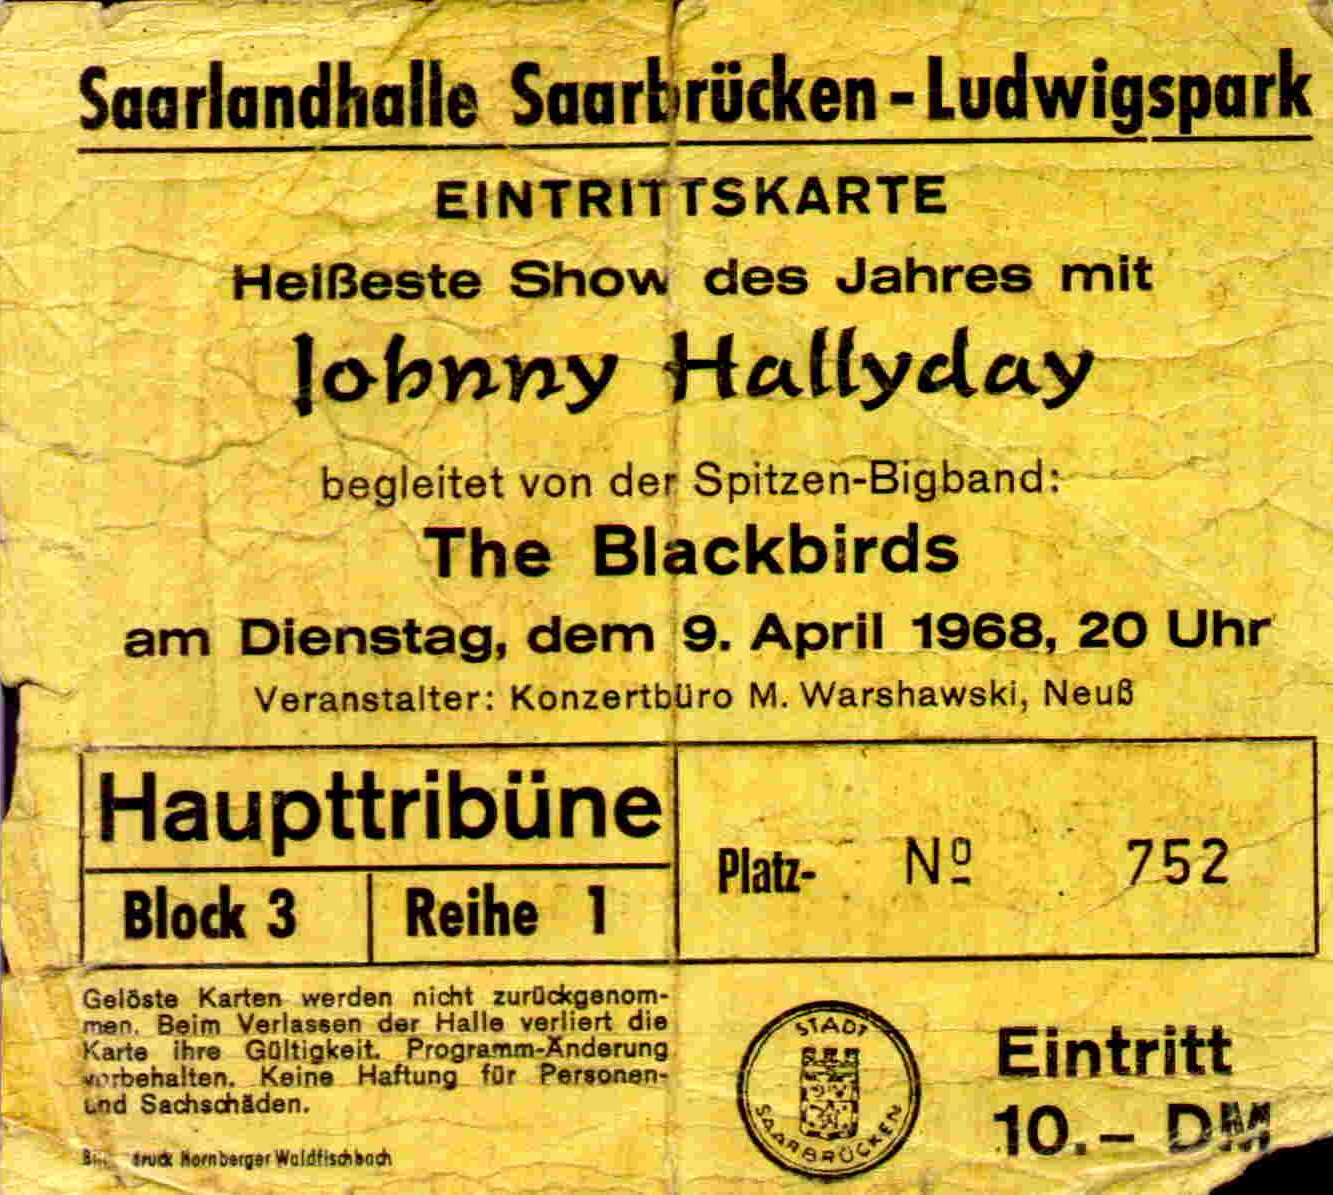 Saarlandhalle Saarbrücken - Ludwigspark
EINTRITTSKARTE
Heißeste Show des Jahres mit
Johnny Hallyday
begleitet von der Spitzen-Bigband:
The Blackbirds
am Dienstag, dem 9. April 1968, 20 Uhr
Veranstalter: Konzertbüro M. Warshawski, Neuß
Haupttribüne
Block 3 Reihe 1
Platz- Nº 752
Gelöste Karten werden nicht zurückgenom-
men. Beim Verlassen der Halle verliert die
Karte ihre Gültigkeit. Programm-Änderung
vorbehalten. Keine Haftung für Personen-
und Sachschäden.
druck Hornberger Waldfischbach
STADT
SAARBRÜCKEN
Eintritt
10.– DM